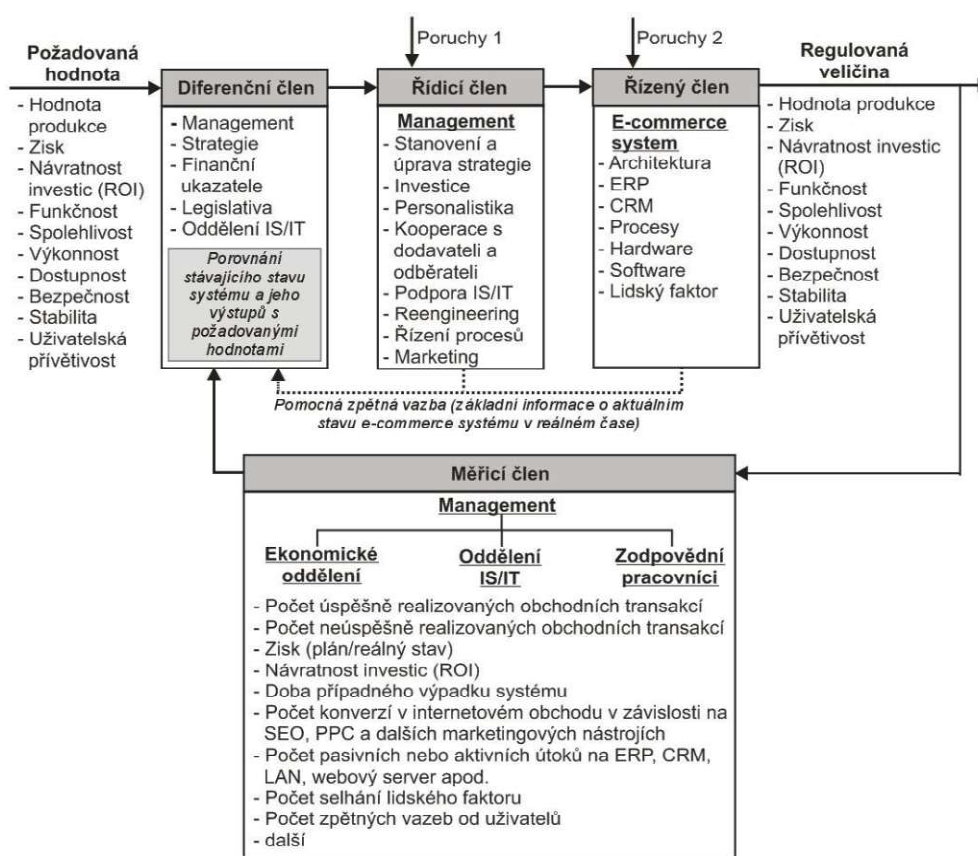 Poruchy 1
Poruchy 2
Požadovaná
hodnota
- Hodnota
produkce
- Zisk
- Návratnost
investic (ROI)
- Funkčnost
- Spolehlivost
- Výkonnost
- Dostupnost
- Bezpečnost
- Stabilita
- Uživatelská
přívětivost
Diferenční člen
- Management
- Strategie
- Finanční
ukazatele
- Legislativa
- Oddělení IS/IT
Porovnání
stávajícího stavu
systému a jeho
výstupů s
požadovanými
hodnotami
Řídicí člen
Management
- Stanovení a
úprava strategie
- Investice
- Personalistika
- Kooperace s
dodavateli a
odběrateli
- Podpora IS/IT
- Reengineering
- Řízení procesů
- Marketing
Řízený člen
E-commerce
system
- Architektura
- ERP
- CRM
- Procesy
- Hardware
- Software
- Lidský faktor
Regulovaná
veličina
- Hodnota produkce
- Zisk
- Návratnost investic
(ROI)
- Funkčnost
- Spolehlivost
- Výkonnost
- Dostupnost
- Bezpečnost
- Stabilita
- Uživatelská
přívětivost
Pomocná zpětná vazba (základní informace o aktuálním
stavu e-commerce systému v reálném čase)
Měřicí člen
Management
Ekonomické
oddělení
Oddělení
IS/IT
Zodpovědní
pracovníci
- Počet úspěšně realizovaných obchodních transakcí
- Počet neúspěšně realizovaných obchodních transakcí
- Zisk (plán/reálný stav)
- Návratnost investic (ROI)
- Doba případného výpadku systému
- Počet konverzí v internetovém obchodu v závislosti na
SEO, PPC a dalších marketingových nástrojích
- Počet pasivních nebo aktivních útoků na ERP, CRM,
LAN, webový server apod.
- Počet selhání lidského faktoru
- Počet zpětných vazeb od uživatelů
- další